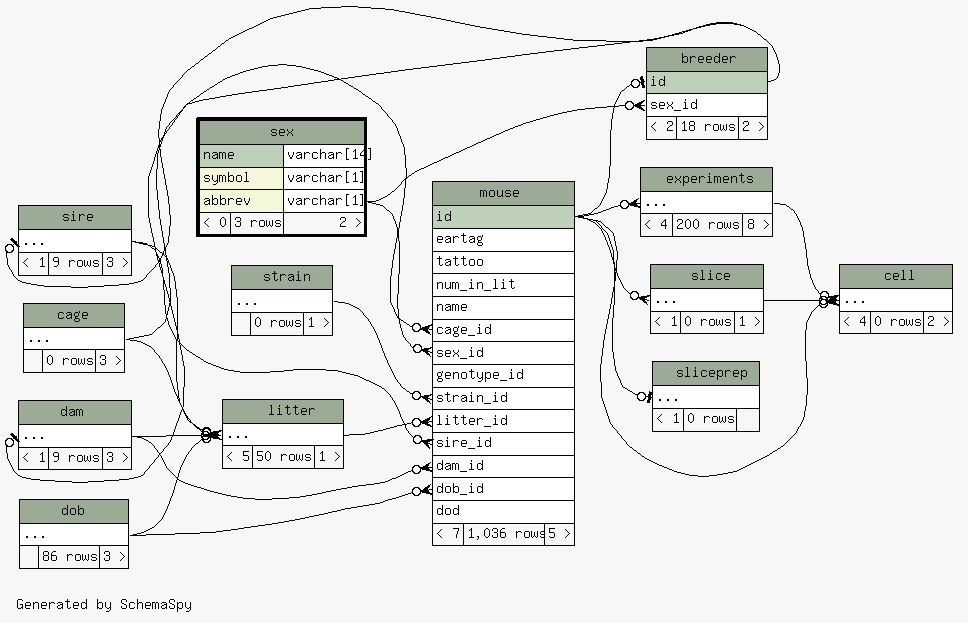 breeder
id
sex_id
< 2 18 rows 2 >
sex
name varchar[14]
symbol varchar[1]
abbrev varchar[1]
< 0 3 rows 2 >
experiments
...
< 4 200 rows 8 >
mouse
id
eartag
tattoo
num_in_lit
name
cage_id
sex_id
genotype_id
strain_id
litter_id
sire_id
dam_id
dob_id
dod
< 7 1,036 rows 5 >
sire
...
< 1 9 rows 3 >
strain
...
0 rows 1 >
slice
...
< 1 0 rows 1 >
cell
...
< 4 0 rows 2 >
cage
...
0 rows 3 >
sliceprep
...
< 1 0 rows
dam
...
< 1 9 rows 3 >
litter
...
< 5 50 rows 1 >
dob
...
86 rows 3 >
Generated by SchemaSpy